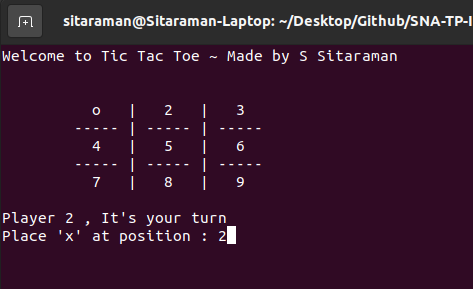 sitaraman@Sitaraman-Laptop: ~/Desktop/Github/SNA-TP-
Welcome to Tic Tac Toe ~ Made by S Sitaraman
o | 2 | 3
----- | ----- | -----
4 | 5 | 6
----- | ----- | -----
7 | 8 | 9
Player 2 , It's your turn
Place 'x' at position : 2